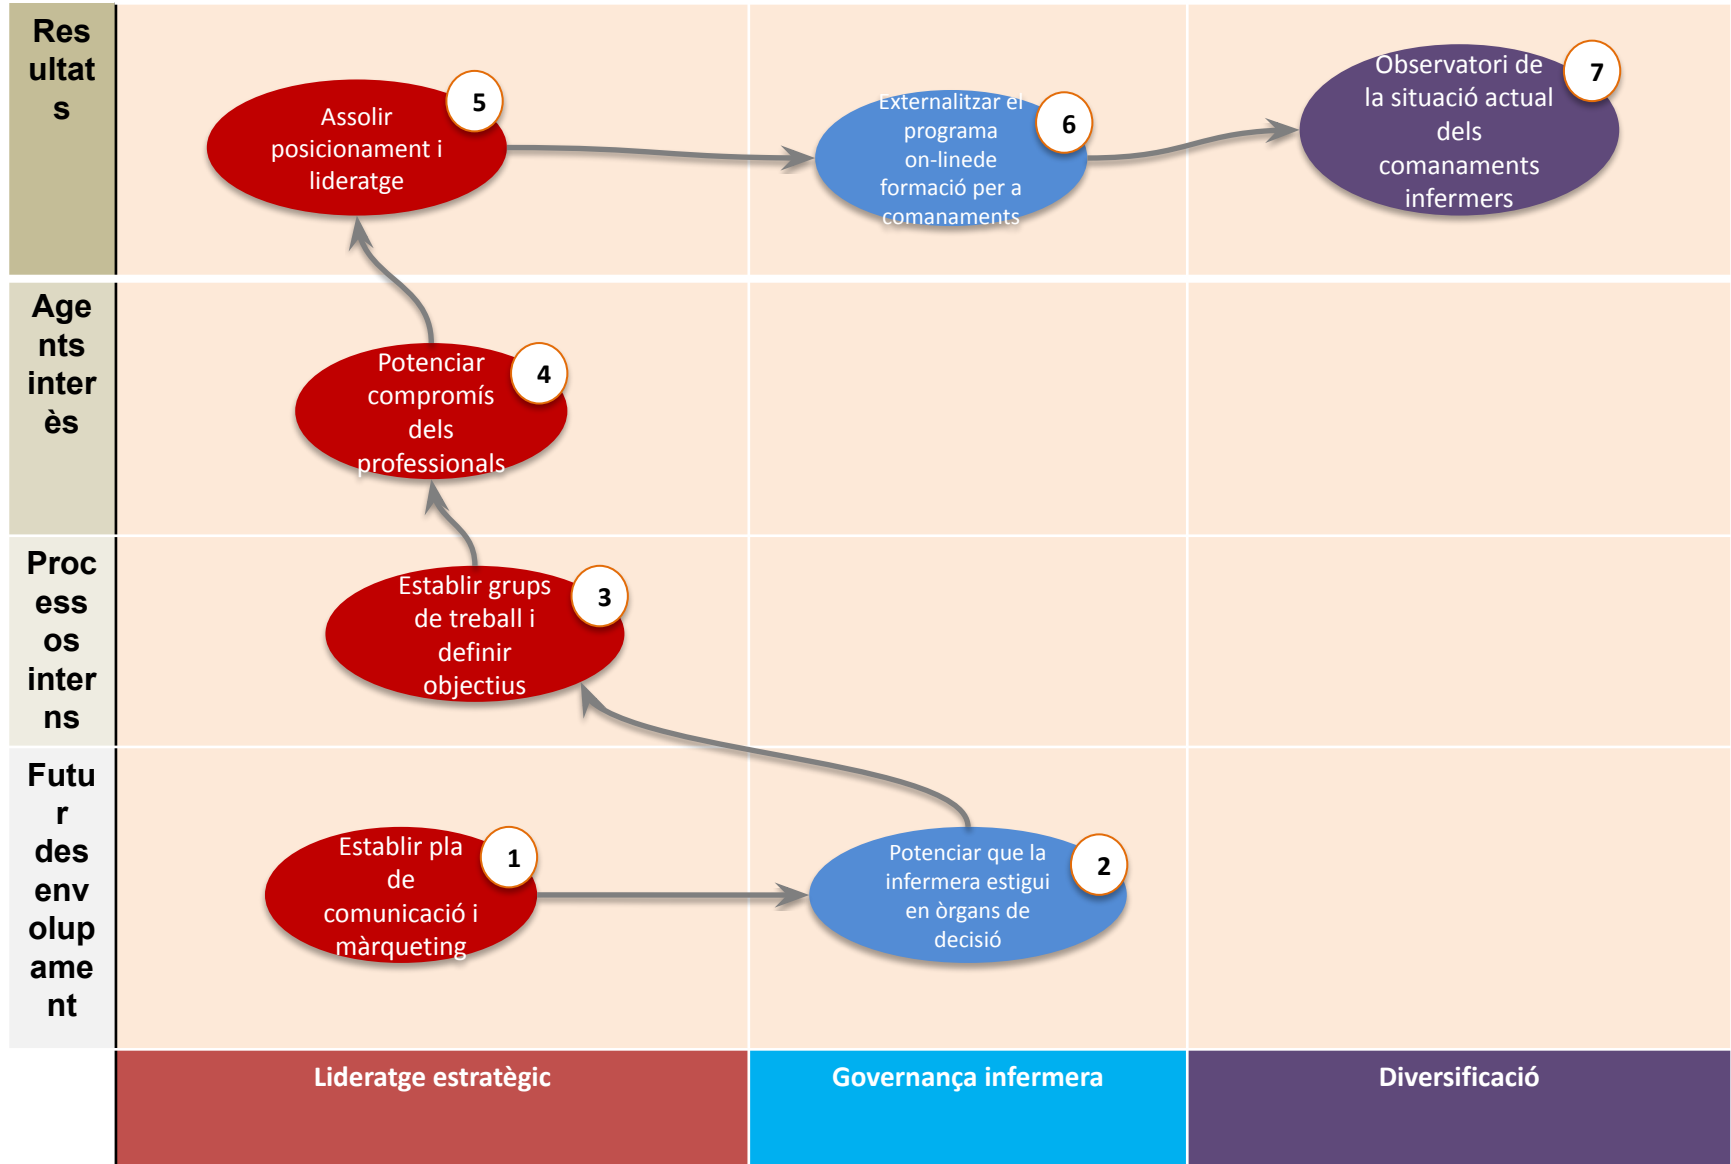 Res
ultat
s
Assolir
posicionament i
lideratge
5
Externalitzar el
programa
on-linede
formació per a
comanaments
6
Observatori de
la situació actual
dels
comanaments
infermers
7
Age
nts
inter
ès
Potenciar
compromís
dels
professionals
4
Proc
ess
os
inter
ns
Establir grups
de treball i
definir
objectius
3
Futu
r
des
env
olup
ame
nt
Establir pla
de
comunicació i
màrqueting
1
Potenciar que la
infermera estigui
en òrgans de
decisió
2
Lideratge estratègic
Governança infermera
Diversificació